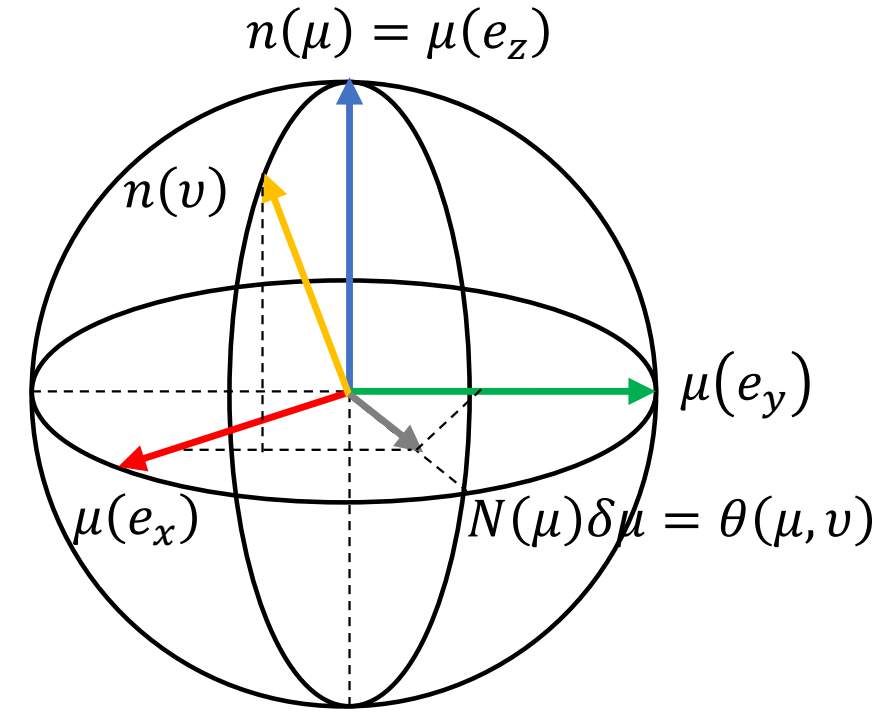 n(μ) = μ(e_z)
n(υ)
μ(e_y)
μ(e_x)
N(μ)δμ = θ(μ, υ)